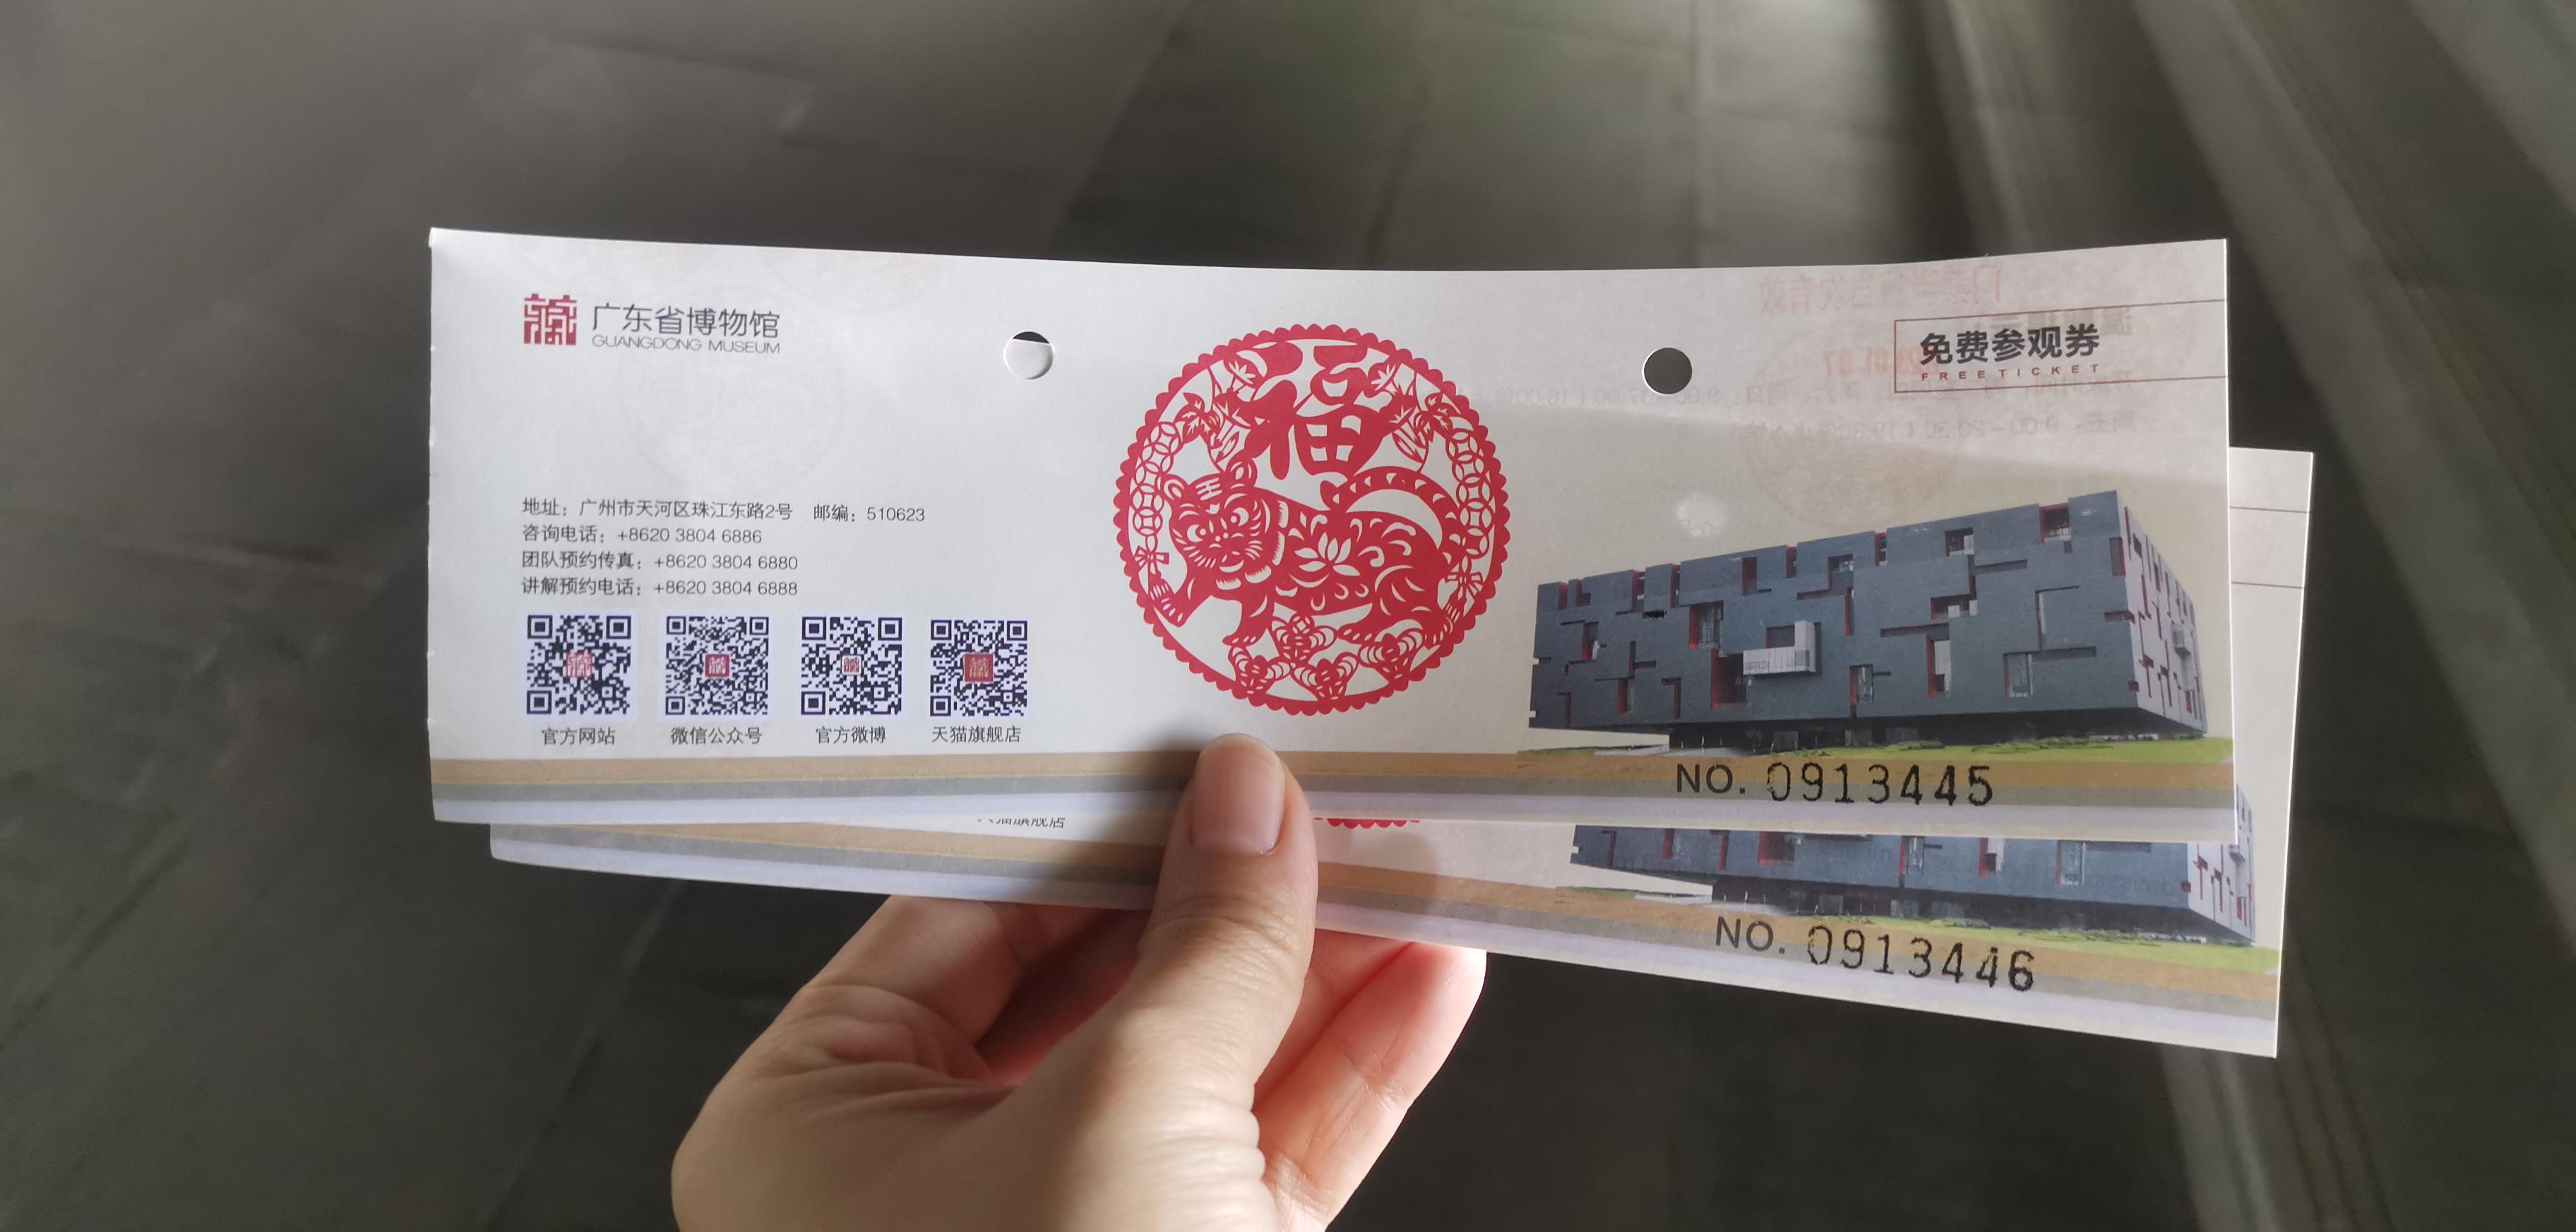 广东省博物馆
GUANGDONG MUSEUM
福
免费参观券
FREE TICKET
地址：广州市天河区珠江东路2号 邮编：510623
咨询电话：+8620 3804 6886
团队预约传真：+8620 3804 6880
讲解预约电话：+8620 3804 6888
官方网站 微信公众号 官方微博 天猫旗舰店
NO. 0913445
天猫旗舰店
NO. 0913446